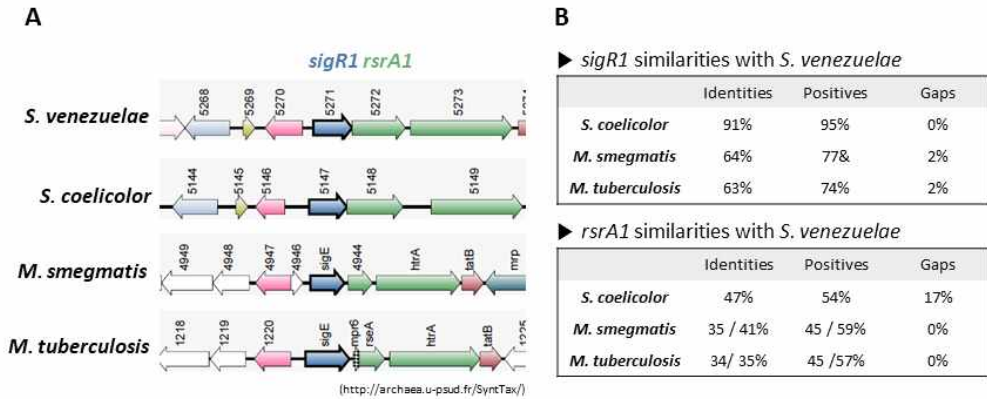 A
sigR1 rsrA1
S. venezuelae
5268 5269 5270 5271 5272 5273
S. coelicolor
5144 5145 5146 5147 5148 5149
M. smegmatis
4949 4948 4947 4946 sigE 4944 htrA tatB mrp
M. tuberculosis
1218 1219 1220 sigE mpr6 rseA htrA tatB 1225
(http://archaea.u-psud.fr/SyntTax/)
B
▶ sigR1 similarities with S. venezuelae
Identities Positives Gaps
S. coelicolor 91% 95% 0%
M. smegmatis 64% 77& 2%
M. tuberculosis 63% 74% 2%
▶ rsrA1 similarities with S. venezuelae
Identities Positives Gaps
S. coelicolor 47% 54% 17%
M. smegmatis 35 / 41% 45 / 59% 0%
M. tuberculosis 34/ 35% 45 /57% 0%